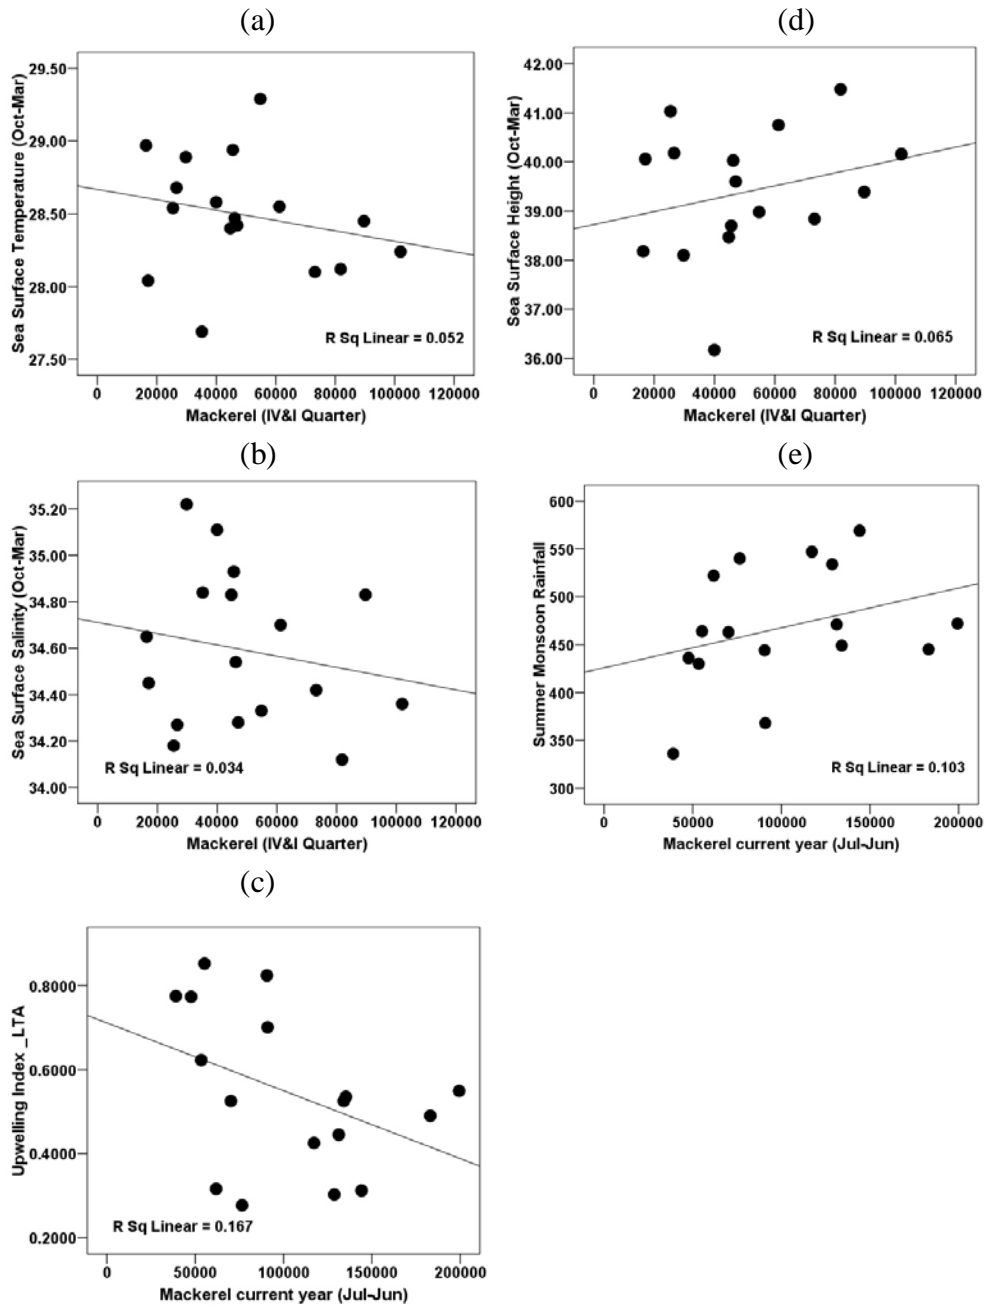 (a)
Sea Surface Temperature (Oct-Mar)
29.50
29.00
28.50
28.00
27.50
R Sq Linear = 0.052
0 20000 40000 60000 80000 100000 120000
Mackerel (IV&I Quarter)
(d)
Sea Surface Height (Oct-Mar)
42.00
41.00
40.00
39.00
38.00
37.00
36.00
R Sq Linear = 0.065
0 20000 40000 60000 80000 100000 120000
Mackerel (IV&I Quarter)
(b)
Sea Surface Salinity (Oct-Mar)
35.20
35.00
34.80
34.60
34.40
34.20
34.00
R Sq Linear = 0.034
0 20000 40000 60000 80000 100000 120000
Mackerel (IV&I Quarter)
(e)
Summer Monsoon Rainfall
600
550
500
450
400
350
300
R Sq Linear = 0.103
0 50000 100000 150000 200000
Mackerel current year (Jul-Jun)
(c)
Upwelling Index _LTA
0.8000
0.6000
0.4000
0.2000
R Sq Linear = 0.167
0 50000 100000 150000 200000
Mackerel current year (Jul-Jun)